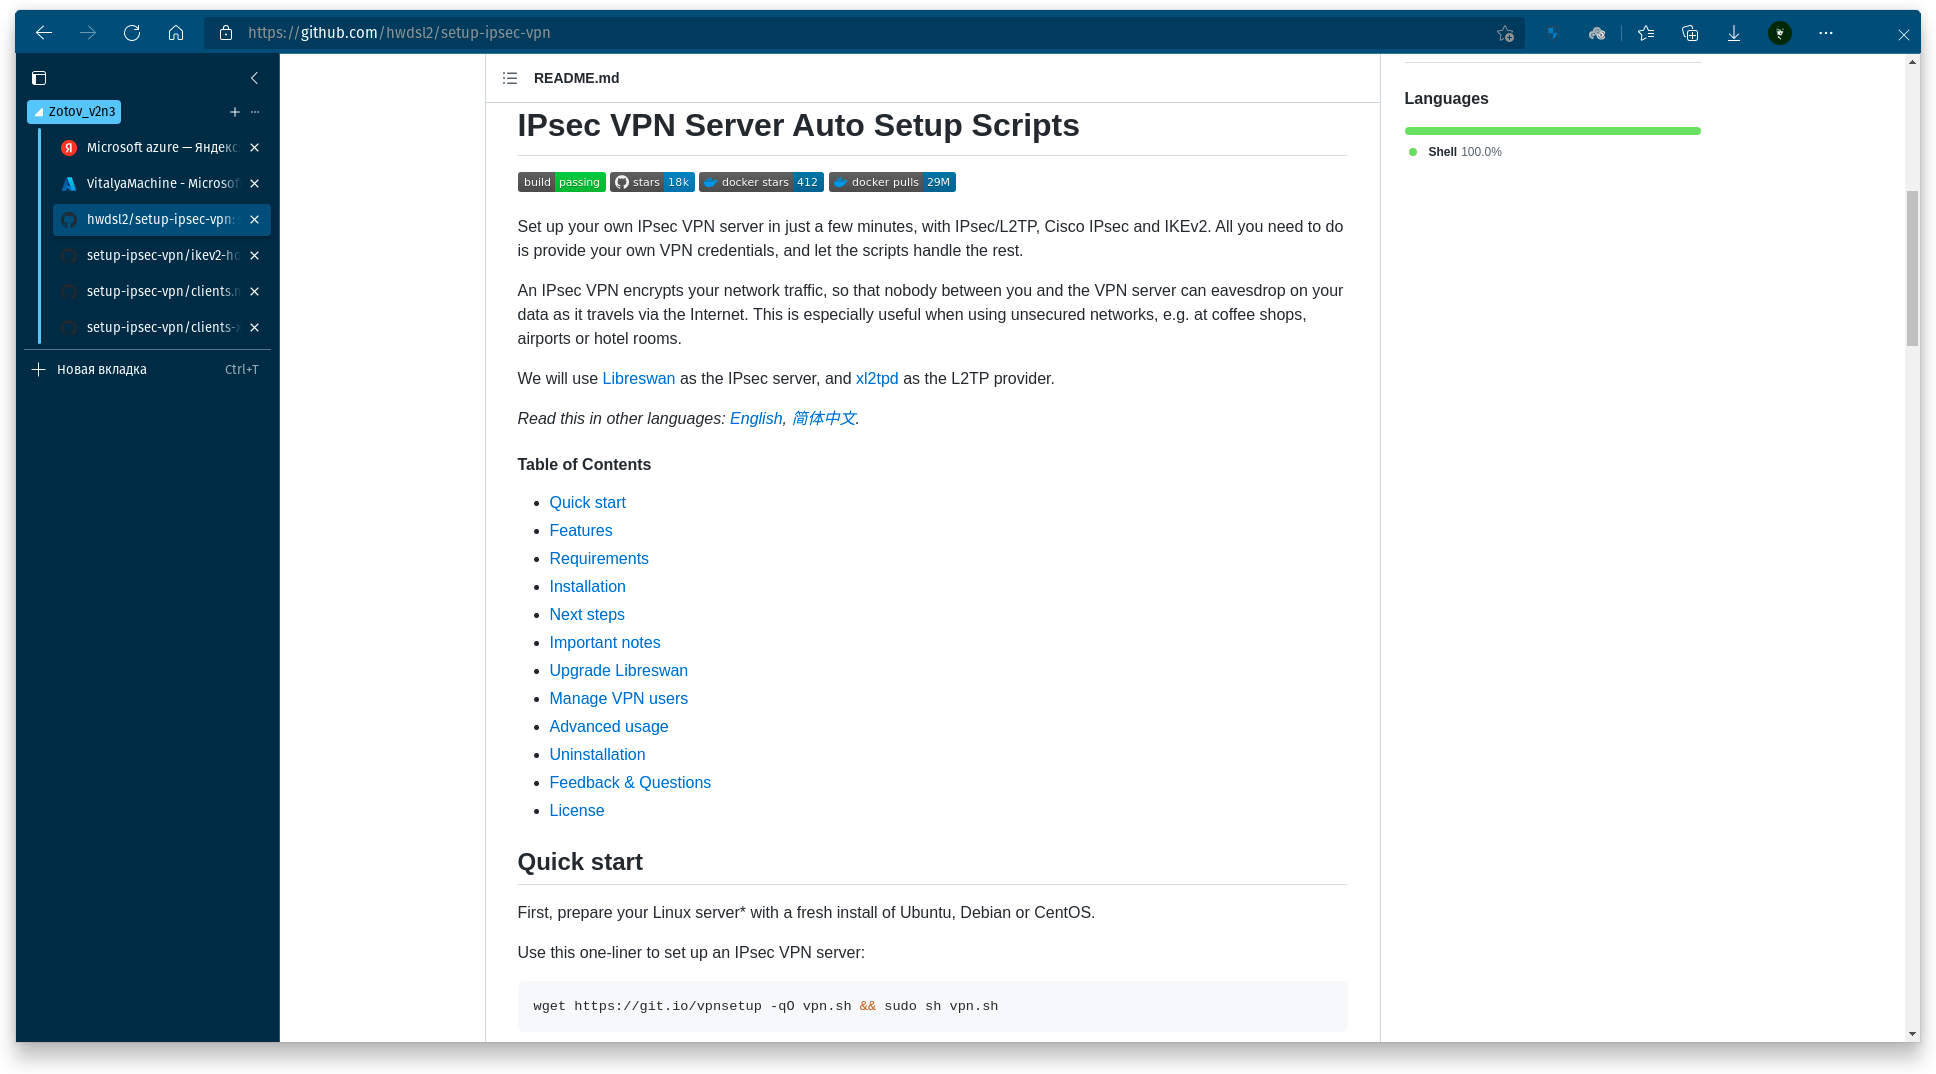 https://github.com/hwdsl2/setup-ipsec-vpn
Zotov_v2n3
Microsoft azure — Яндекс
VitalyaMachine - Microsof
hwdsl2/setup-ipsec-vpn:
setup-ipsec-vpn/ikev2-ho
setup-ipsec-vpn/clients.m
setup-ipsec-vpn/clients-x
Новая вкладка Ctrl+T
README.md
IPsec VPN Server Auto Setup Scripts
build passing stars 18k docker stars 412 docker pulls 29M
Set up your own IPsec VPN server in just a few minutes, with IPsec/L2TP, Cisco IPsec and IKEv2. All you need to do
is provide your own VPN credentials, and let the scripts handle the rest.
An IPsec VPN encrypts your network traffic, so that nobody between you and the VPN server can eavesdrop on your
data as it travels via the Internet. This is especially useful when using unsecured networks, e.g. at coffee shops,
airports or hotel rooms.
We will use Libreswan as the IPsec server, and xl2tpd as the L2TP provider.
Read this in other languages: English, 简体中文.
Table of Contents
Quick start
Features
Requirements
Installation
Next steps
Important notes
Upgrade Libreswan
Manage VPN users
Advanced usage
Uninstallation
Feedback & Questions
License
Quick start
First, prepare your Linux server* with a fresh install of Ubuntu, Debian or CentOS.
Use this one-liner to set up an IPsec VPN server:
wget https://git.io/vpnsetup -qO vpn.sh && sudo sh vpn.sh
Languages
Shell 100.0%